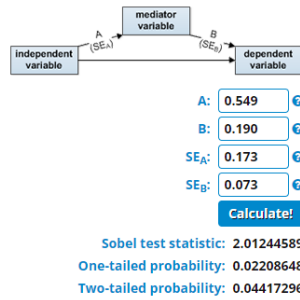 mediator
variable
A
(SEA)
B
(SEB)
independent
variable
dependent
variable
A: 0.549
B: 0.190
SEA: 0.173
SEB: 0.073
Calculate!
Sobel test statistic: 2.01244589
One-tailed probability: 0.02208648
Two-tailed probability: 0.04417296